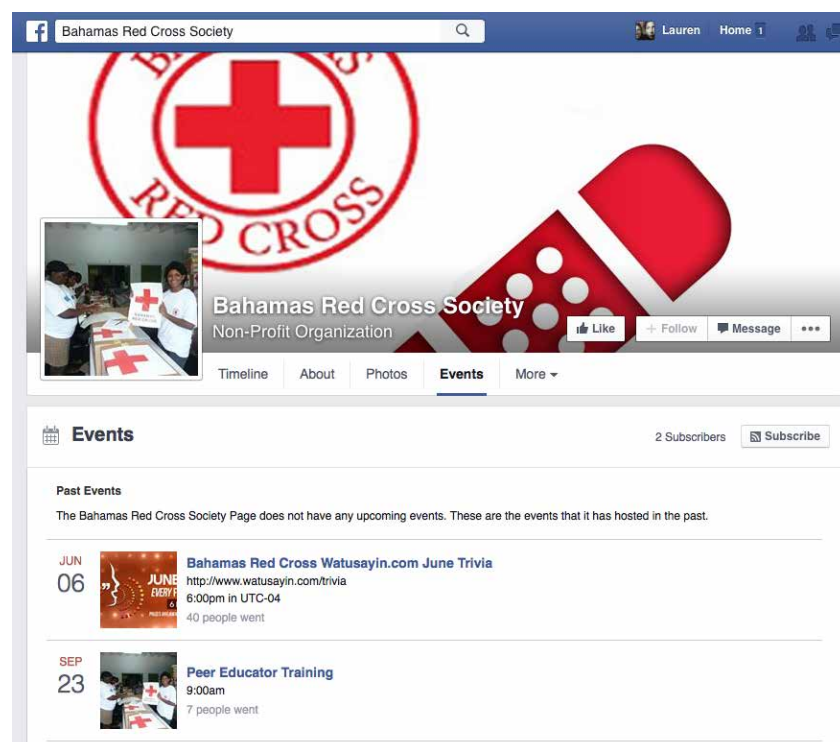 Bahamas Red Cross Society
Lauren
Home 1
RED CROSS
Bahamas Red Cross Society
Non-Profit Organization
Like
+ Follow
Message
Timeline
About
Photos
Events
More
Events
2 Subscribers
Subscribe
Past Events
The Bahamas Red Cross Society Page does not have any upcoming events. These are the events that it has hosted in the past.
JUN
06
JUNE
Bahamas Red Cross Watusayin.com June Trivia
http://www.watusayin.com/trivia
6:00pm in UTC-04
40 people went
SEP
23
Peer Educator Training
9:00am
7 people went